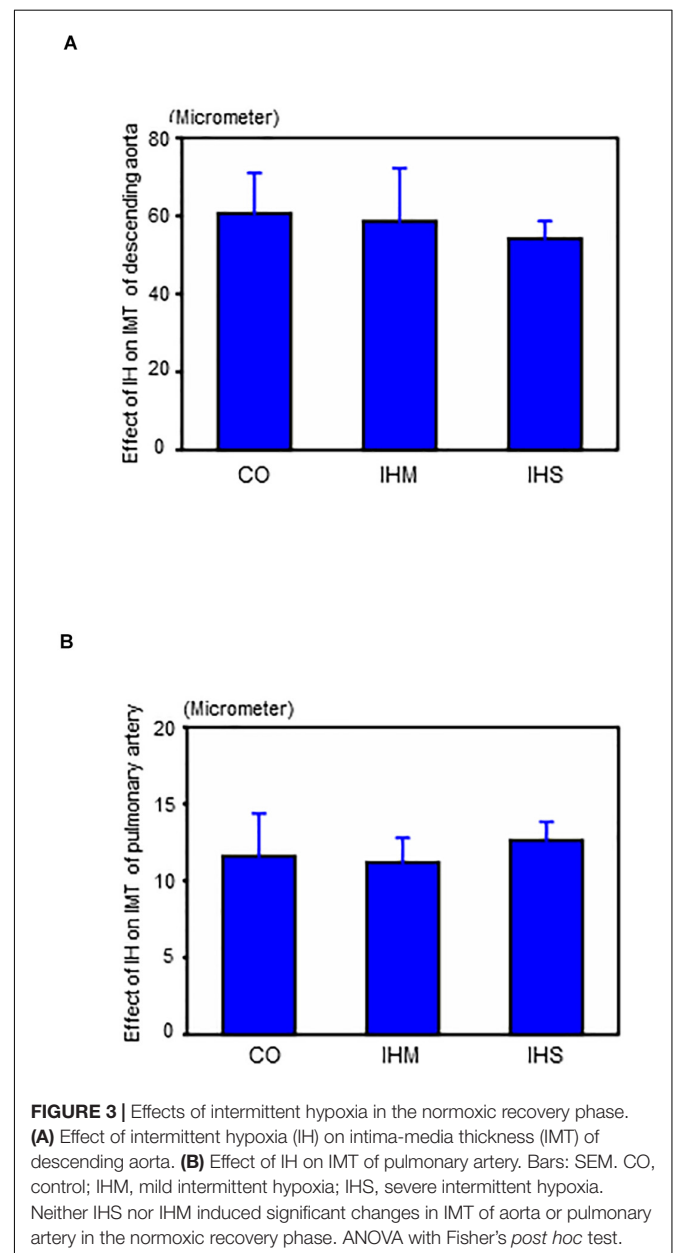 A
(Micrometer)
Effect of IH on IMT of descending aorta
80
60
40
20
0
CO IHM IHS
B
(Micrometer)
Effect of IH on IMT of pulmonary artery
20
15
10
5
0
CO IHM IHS
FIGURE 3 | Effects of intermittent hypoxia in the normoxic recovery phase.
(A) Effect of intermittent hypoxia (IH) on intima-media thickness (IMT) of
descending aorta. (B) Effect of IH on IMT of pulmonary artery. Bars: SEM. CO,
control; IHM, mild intermittent hypoxia; IHS, severe intermittent hypoxia.
Neither IHS nor IHM induced significant changes in IMT of aorta or pulmonary
artery in the normoxic recovery phase. ANOVA with Fisher's post hoc test.